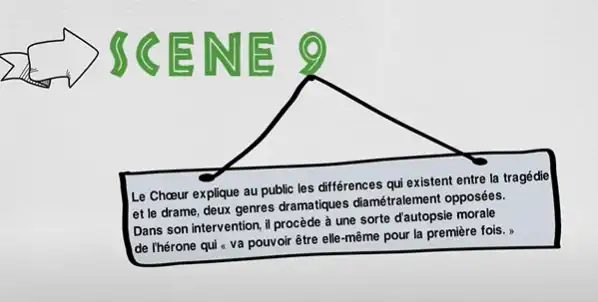 SCENE 9
Le Chœur explique au public les différences qui existent entre la tragédie
et le drame, deux genres dramatiques diamétralement opposées.
Dans son intervention, il procède à une sorte d'autopsie morale
de l'hérone qui « va pouvoir être elle-même pour la première fois. »